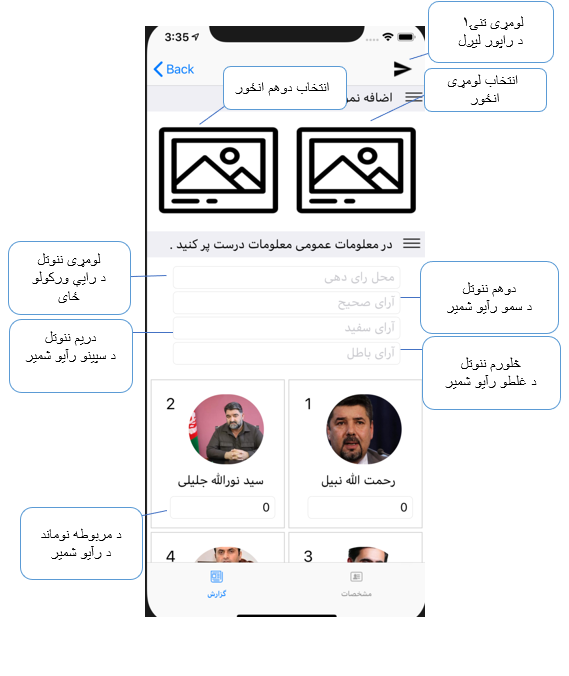 لومړی تنۍ۱
د راپور لیږل
3:35
Back
انتخاب دوهم انځور
انتخاب لومړی
انځور
اضافه نمو
در معلومات عمومی معلومات درست پر کنید .
لومړی ننوتل
د رایې ورکولو
ځای
محل رای دهی
دوهم ننوتل
د سمو رآیو شمیر
آرای صحیح
دریم ننوتل
د سپینو رآیو شمیر
آرای سفید
څلورم ننوتل
د غلطو رآیو شمیر
آرای باطل
1
رحمت الله نبیل
0
2
سید نورالله جلیلی
0
د مربوطه نوماند
د رآیو شمیر
3
4
مشخصات
گزارش